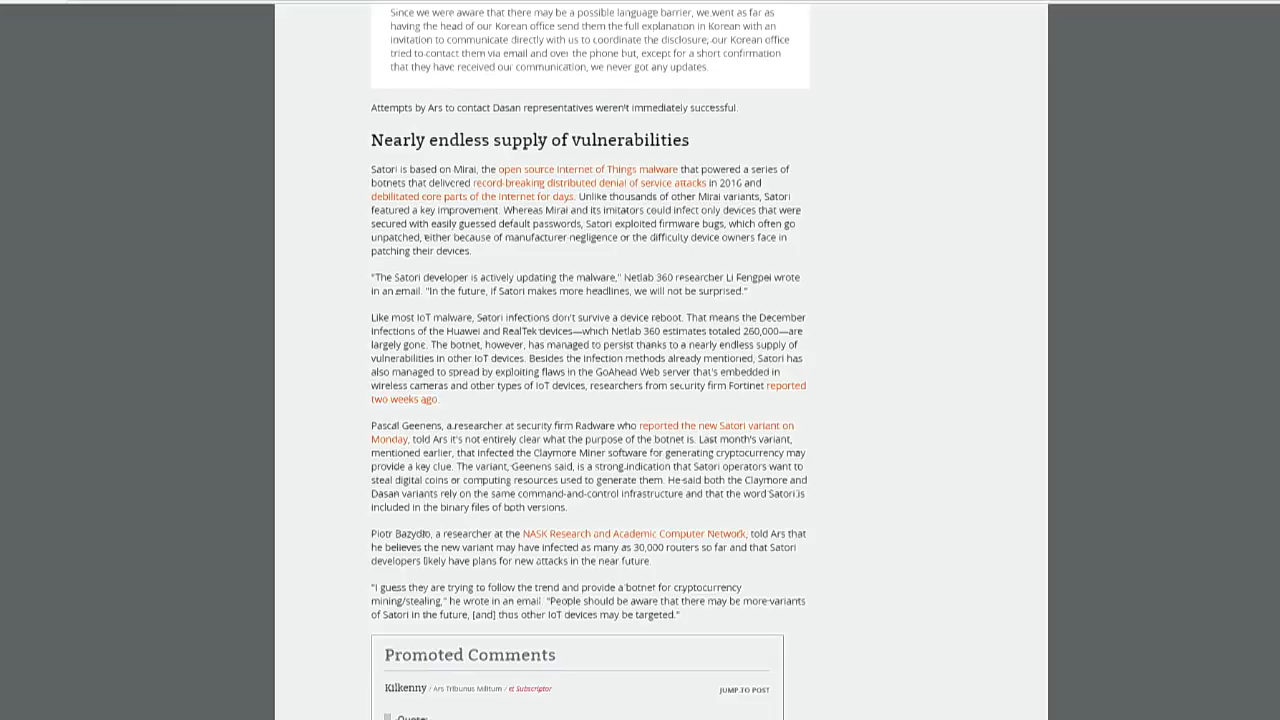 Since we were aware that there may be a possible language barrier, we went as far as
having the head of our Korean office send them the full explanation in Korean with an
invitation to communicate directly with us to coordinate the disclosure; our Korean office
tried to contact them via email and over the phone but, except for a short confirmation
that they have received our communication, we never got any updates.
Attempts by Ars to contact Dasan representatives weren't immediately successful.
Nearly endless supply of vulnerabilities
Satori is based on Mirai, the open source Internet of Things malware that powered a series of
botnets that delivered record-breaking distributed denial of service attacks in 2016 and
debilitated core parts of the Internet for days. Unlike thousands of other Mirai variants, Satori
featured a key improvement. Whereas Mirai and its imitators could infect only devices that were
secured with easily guessed default passwords, Satori exploited firmware bugs, which often go
unpatched, either because of manufacturer negligence or the difficulty device owners face in
patching their devices.
"The Satori developer is actively updating the malware," Netlab 360 researcher Li Fengpei wrote
in an email. "In the future, if Satori makes more headlines, we will not be surprised."
Like most IoT malware, Satori infections don't survive a device reboot. That means the December
infections of the Huawei and RealTek devices—which Netlab 360 estimates totaled 260,000—are
largely gone. The botnet, however, has managed to persist thanks to a nearly endless supply of
vulnerabilities in other IoT devices. Besides the infection methods already mentioned, Satori has
also managed to spread by exploiting flaws in the GoAhead Web server that's embedded in
wireless cameras and other types of IoT devices, researchers from security firm Fortinet reported
two weeks ago.
Pascal Geenens, a researcher at security firm Radware who reported the new Satori variant on
Monday, told Ars it's not entirely clear what the purpose of the botnet is. Last month's variant,
mentioned earlier, that infected the Claymore Miner software for generating cryptocurrency may
provide a key clue. The variant, Geenens said, is a strong indication that Satori operators want to
steal digital coins or computing resources used to generate them. He said both the Claymore and
Dasan variants rely on the same command-and-control infrastructure and that the word Satori is
included in the binary files of both versions.
Piotr Bazydło, a researcher at the NASK Research and Academic Computer Network, told Ars that
he believes the new variant may have infected as many as 30,000 routers so far and that Satori
developers likely have plans for new attacks in the near future.
"I guess they are trying to follow the trend and provide a botnet for cryptocurrency
mining/stealing," he wrote in an email. "People should be aware that there may be more variants
of Satori in the future, [and] thus other IoT devices may be targeted."
Promoted Comments
Kilkenny / Ars Tribunus Militum / et Subscriptor JUMP TO POST
Quote: